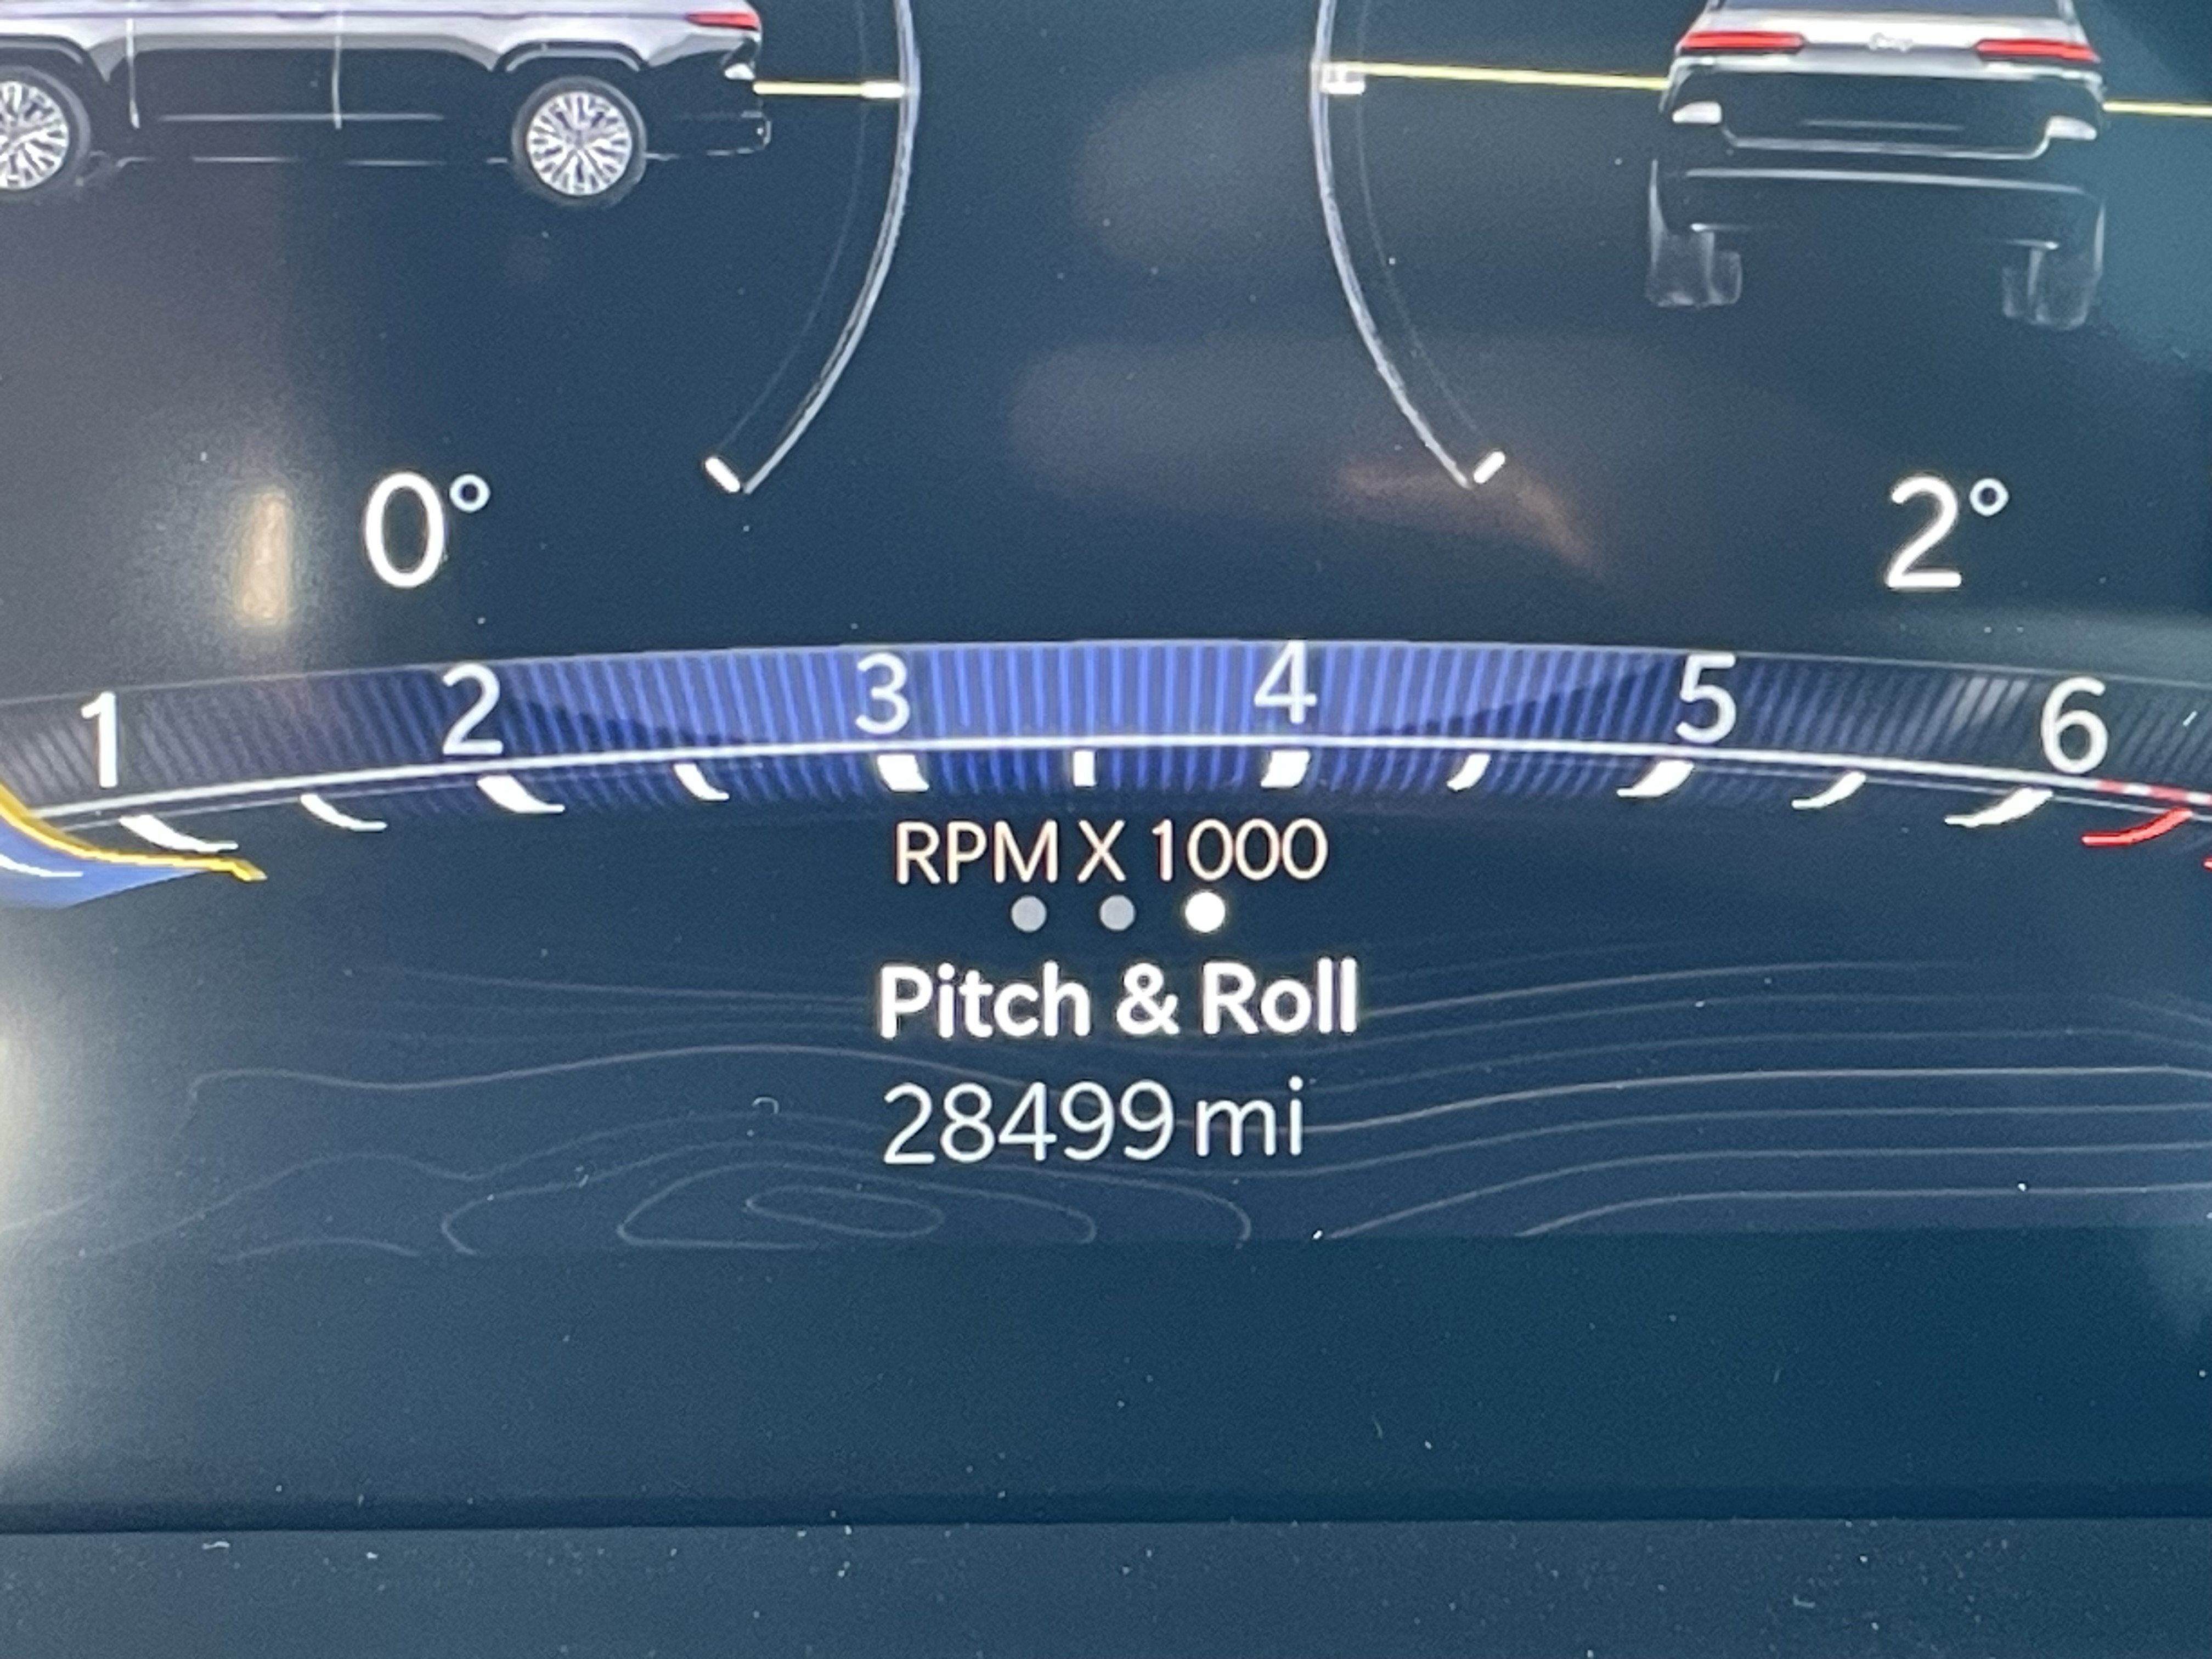 0° 2°
1 2 3 4 5 6
RPM X 1000
Pitch & Roll
28499 mi